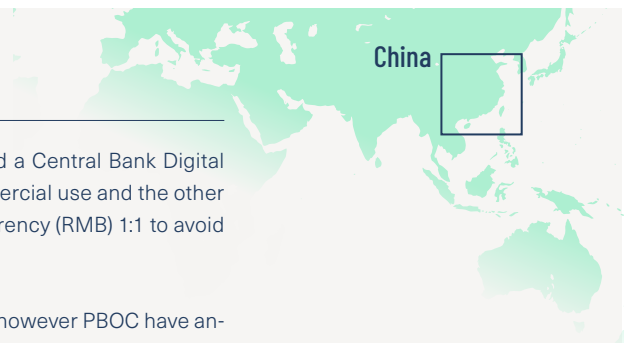 China
d a Central Bank Digital
ercial use and the other
rency (RMB) 1:1 to avoid
however PBOC have an-